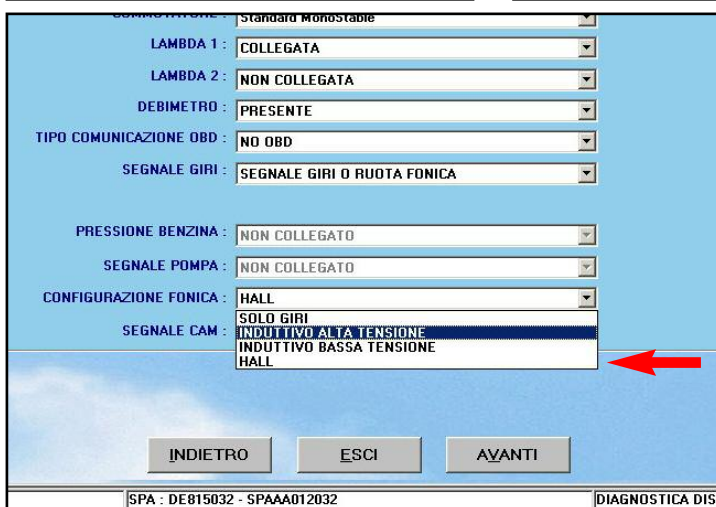 COMMUTATORE : Standard MonoStable
LAMBDA 1 : COLLEGATA
LAMBDA 2 : NON COLLEGATA
DEBIMETRO : PRESENTE
TIPO COMUNICAZIONE OBD : NO OBD
SEGNALE GIRI : SEGNALE GIRI O RUOTA FONICA
PRESSIONE BENZINA : NON COLLEGATO
SEGNALE POMPA : NON COLLEGATO
CONFIGURAZIONE FONICA : HALL
SOLO GIRI
SEGNALE CAM : INDUTTIVO ALTA TENSIONE
INDUTTIVO BASSA TENSIONE
HALL
INDIETRO ESCI AVANTI
SPA : DE815032 - SPAAA012032 DIAGNOSTICA DIS